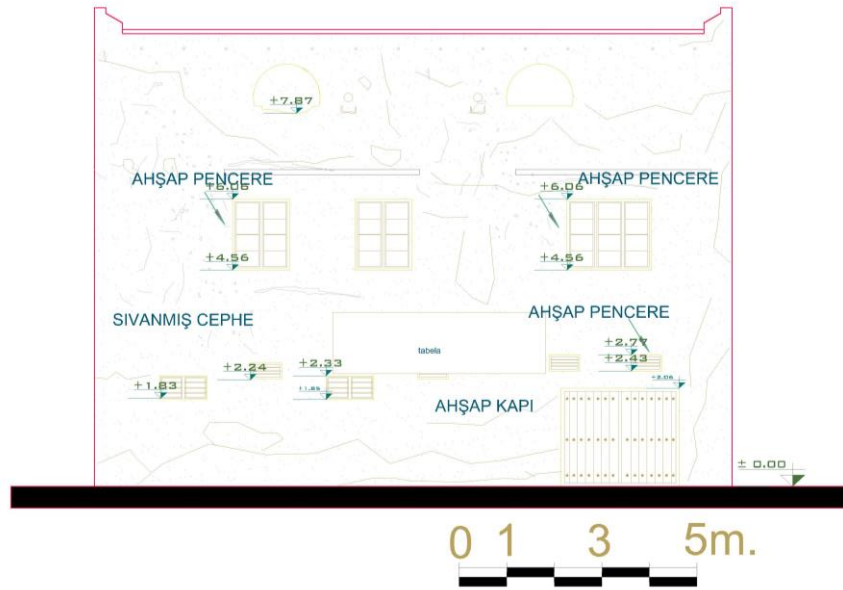 +7.87
AHŞAP PENCERE
AHŞAP PENCERE
+6.06
+6.06
+4.56
+4.56
SIVANMIŞ CEPHE
AHŞAP PENCERE
tabela
+2.77
+2.24
+2.33
+2.43
+1.83
+2.06
AHŞAP KAPI
± 0.00
0 1 3 5m.